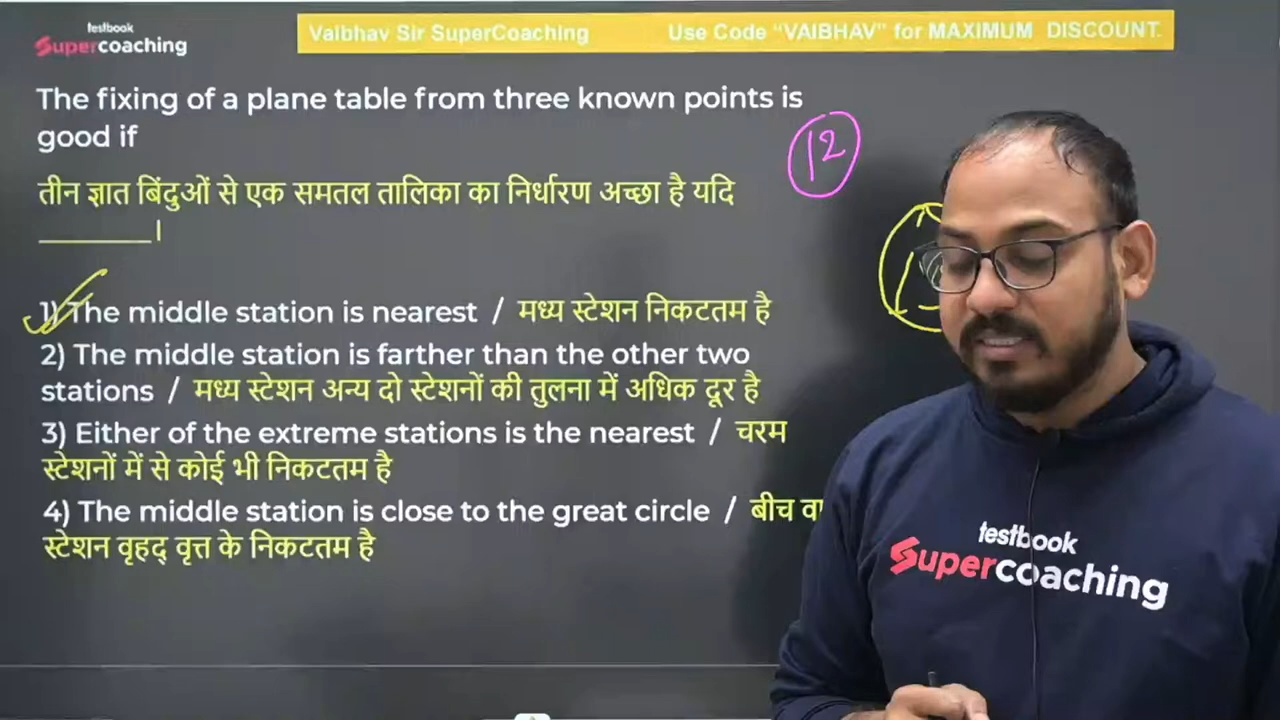 testbook
Supercoaching
Vaibhav Sir SuperCoaching
Use Code “VAIBHAV” for MAXIMUM DISCOUNT.
The fixing of a plane table from three known points is
good if
12
तीन ज्ञात बिंदुओं से एक समतल तालिका का निर्धारण अच्छा है यदि
________।
1) The middle station is nearest / मध्य स्टेशन निकटतम है
2) The middle station is farther than the other two
stations / मध्य स्टेशन अन्य दो स्टेशनों की तुलना में अधिक दूर है
3) Either of the extreme stations is the nearest / चरम
स्टेशनों में से कोई भी निकटतम है
4) The middle station is close to the great circle / बीच
स्टेशन वृहद् वृत्त के निकटतम है
testbook
Supercoaching